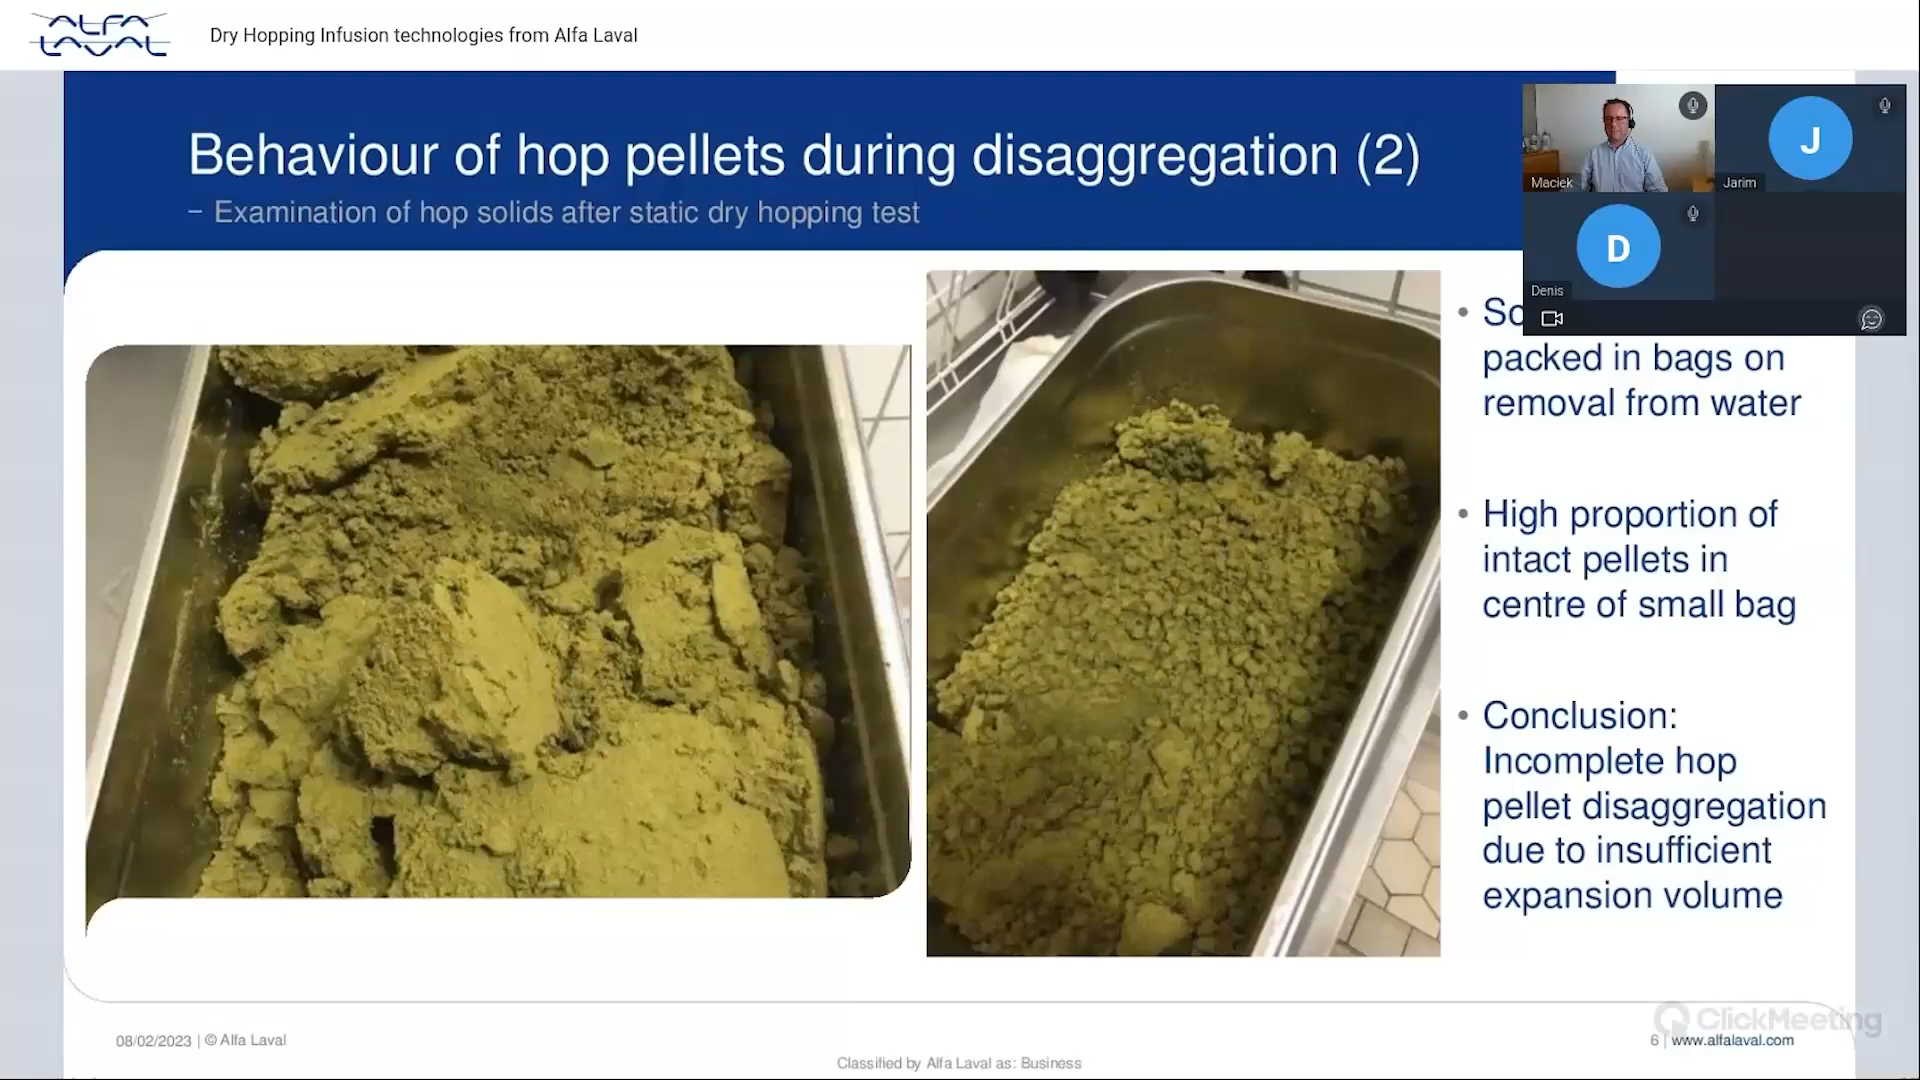 ALFA
LAVAL
Dry Hopping Infusion technologies from Alfa Laval
Behaviour of hop pellets during disaggregation (2)
– Examination of hop solids after static dry hopping test
Maciek
J
Jarim
D
Denis
packed in bags on
removal from water
• High proportion of
intact pellets in
centre of small bag
• Conclusion:
Incomplete hop
pellet disaggregation
due to insufficient
expansion volume
08/02/2023 | © Alfa Laval
ClickMeeting
6 | www.alfalaval.com
Classified by Alfa Laval as: Business